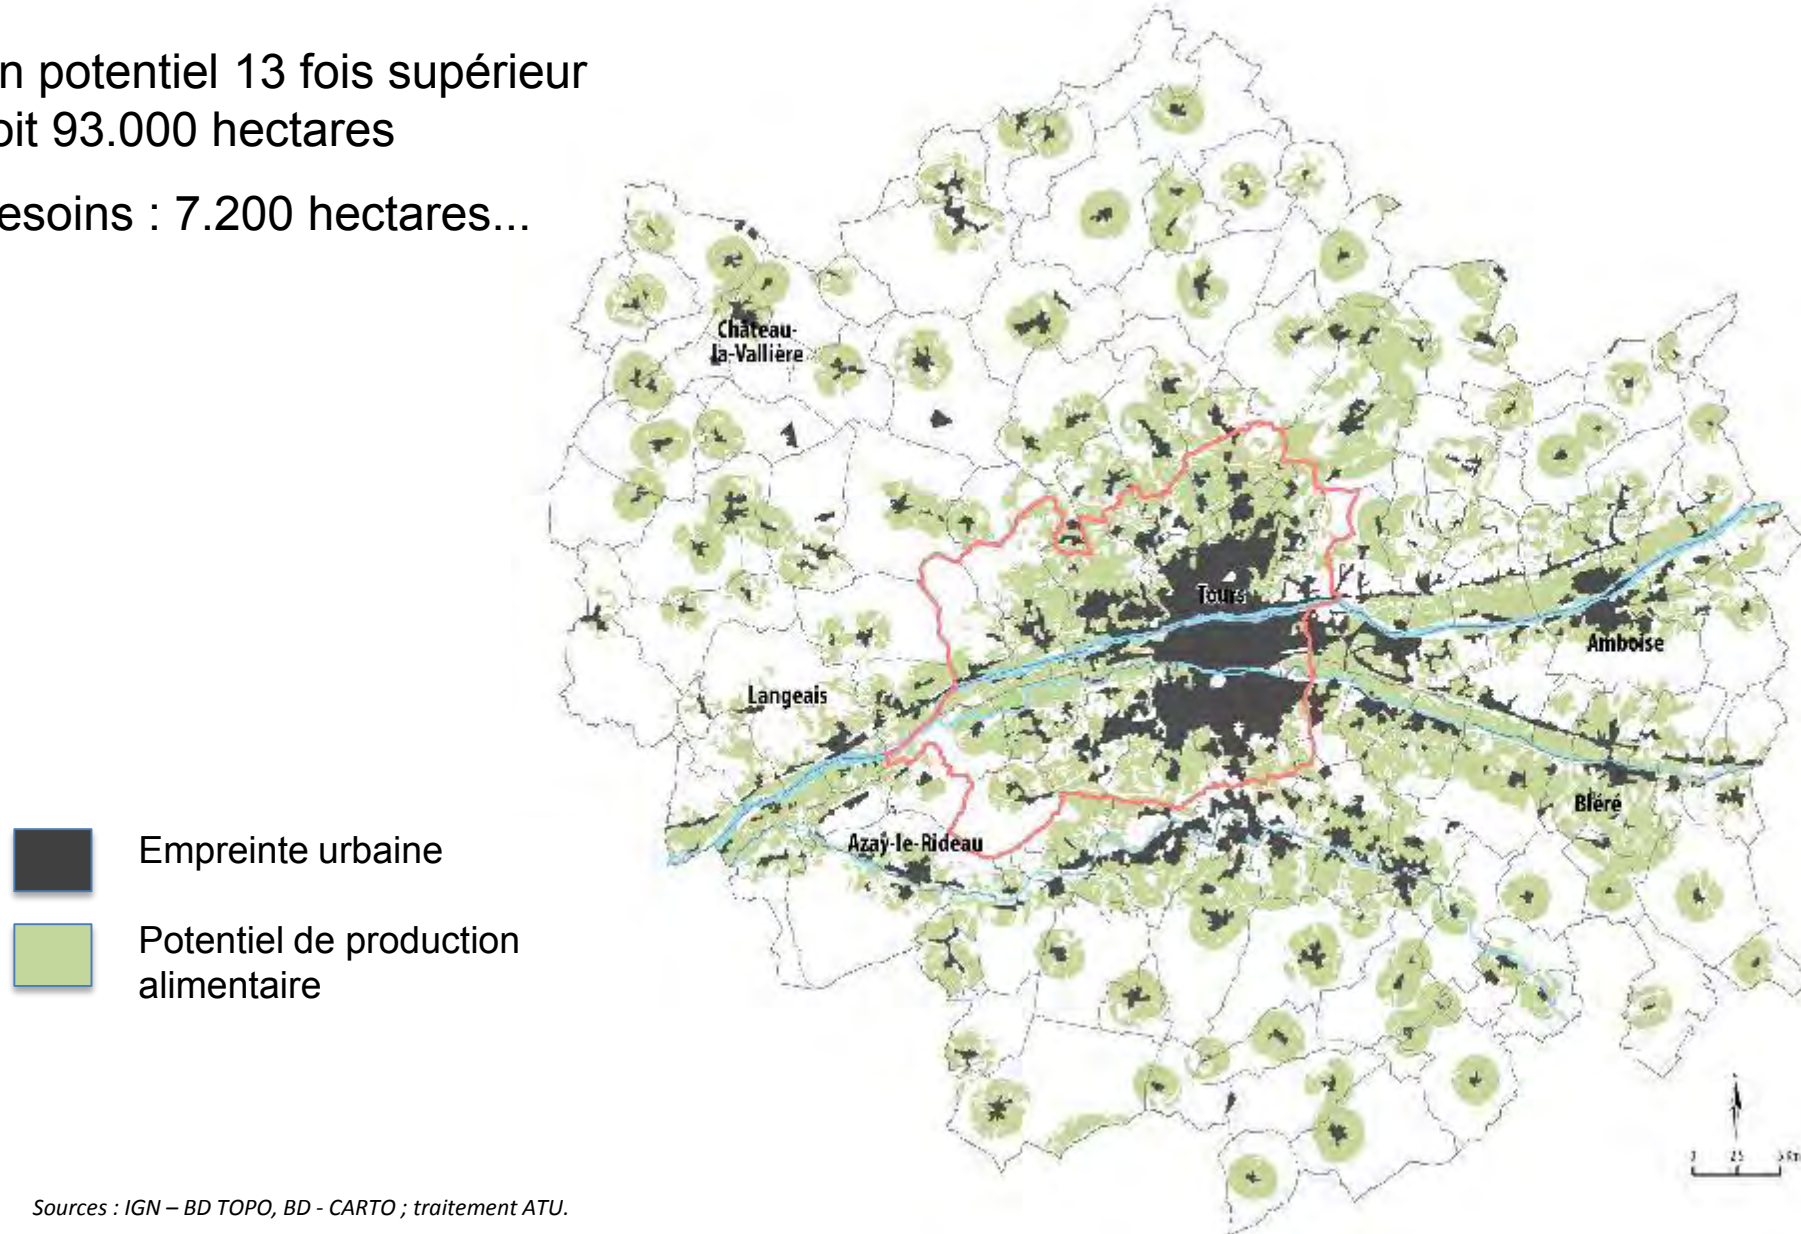 n potentiel 13 fois supérieur
oit 93.000 hectares
esoins : 7.200 hectares...
Château-
la-Vallière
Tours
Amboise
Langeais
Bléré
Azay-le-Rideau
Empreinte urbaine
Potentiel de production
alimentaire
Sources : IGN – BD TOPO, BD - CARTO ; traitement ATU.